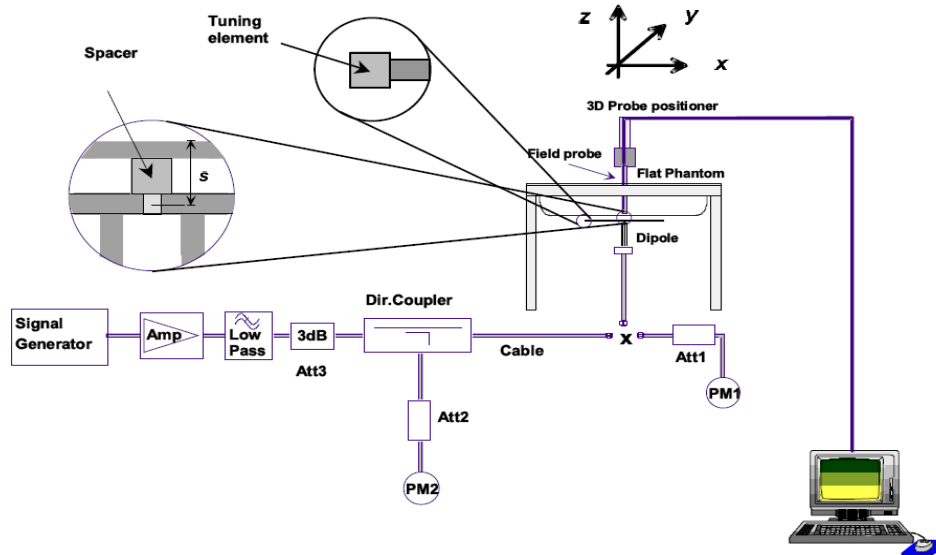 Tuning
element
Spacer
s
z
y
x
3D Probe positioner
Field probe
Flat Phantom
Dipole
Signal
Generator
Amp
Low
Pass
3dB
Att3
Dir.Coupler
Cable
x
Att1
PM1
Att2
PM2